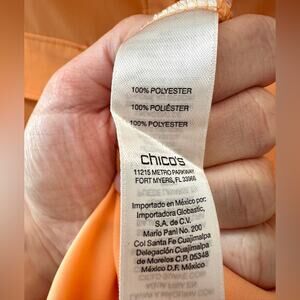 100% POLYESTER
100% POLIÉSTER
100% POLYESTER
chico's
11215 METRO PARKWAY
FORT MYERS, FL 33966
Importado en México por:
Importadora Globastic,
S.A. de C.V.
Mario Pani No. 200
Col Santa Fe Cuajimalpa
Delegación Cuajimalpa
de Morelos C.P. 05348
México D.F. México